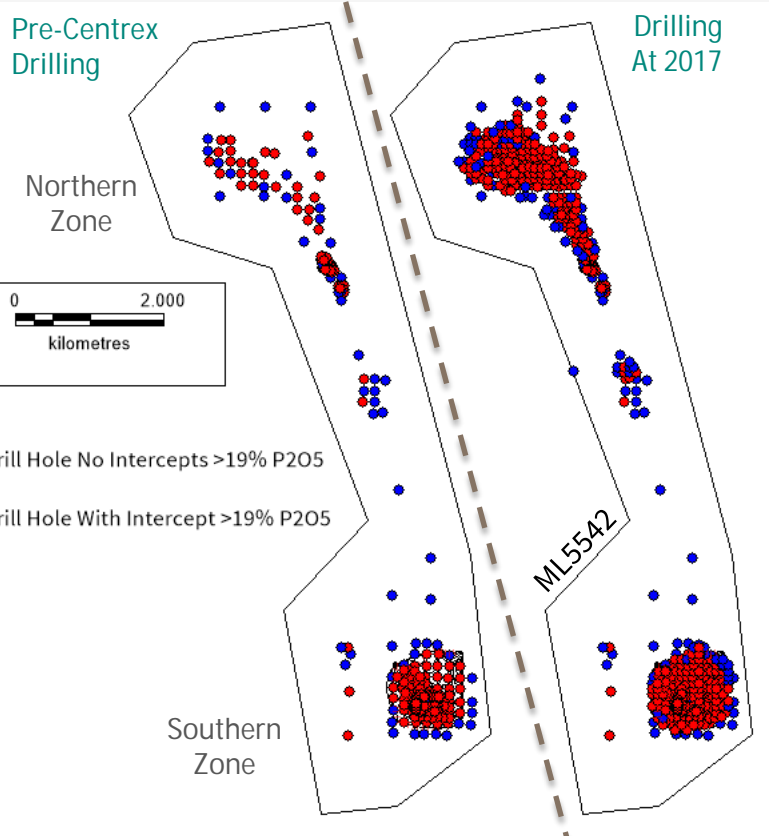 Pre-Centrex
Drilling
Drilling
At 2017
Northern
Zone
0 2.000
kilometres
rill Hole No Intercepts >19% P2O5
rill Hole With Intercept >19% P2O5
ML5542
Southern
Zone